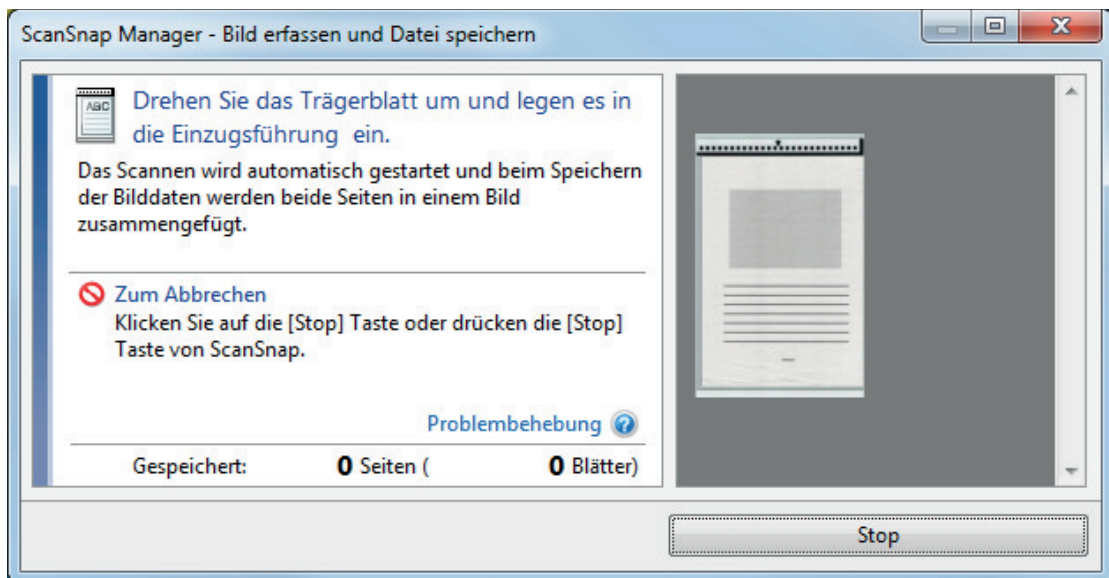 ScanSnap Manager - Bild erfassen und Datei speichern
ABC
Drehen Sie das Trägerblatt um und legen es in
die Einzugsführung ein.
Das Scannen wird automatisch gestartet und beim Speichern
der Bilddaten werden beide Seiten in einem Bild
zusammengefügt.
Zum Abbrechen
Klicken Sie auf die [Stop] Taste oder drücken die [Stop]
Taste von ScanSnap.
Problembehebung ?
Gespeichert: 0 Seiten ( 0 Blätter)
Stop